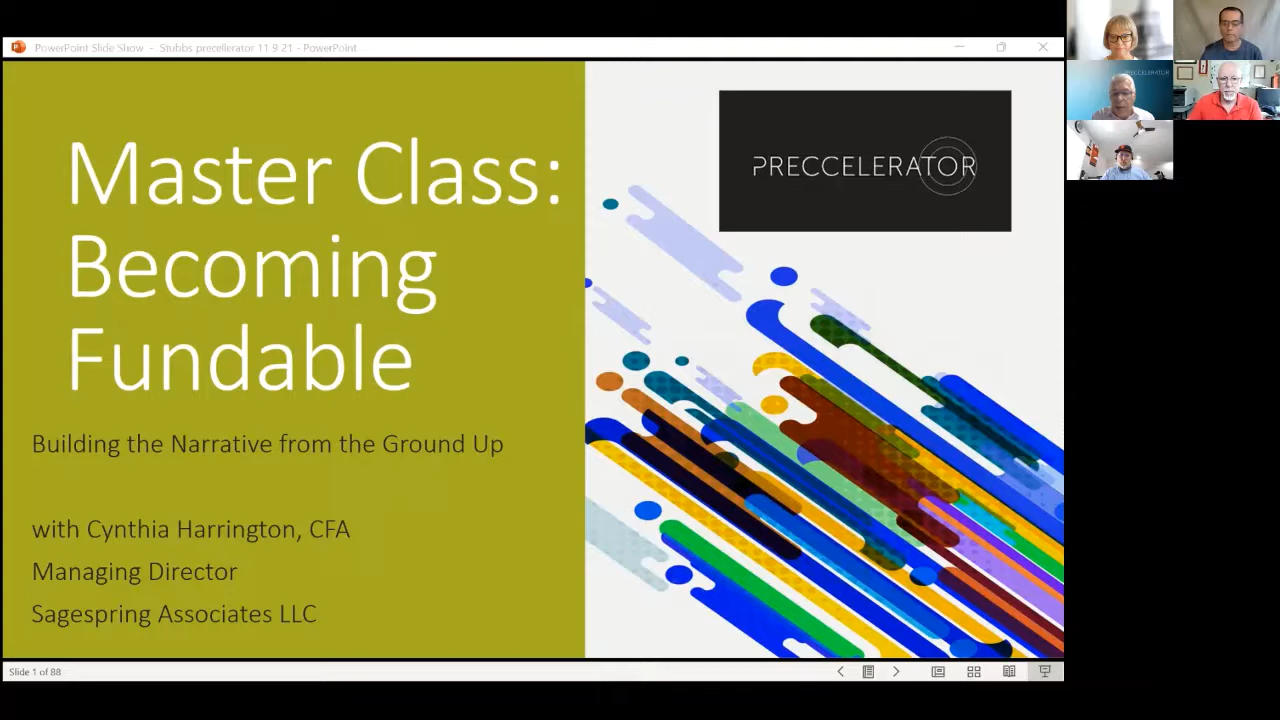 PowerPoint Slide Show - Stubbs precellerator 11 9 21 - PowerPoint
Master Class:
Becoming
Fundable
Building the Narrative from the Ground Up
with Cynthia Harrington, CFA
Managing Director
Sagespring Associates LLC
PRECCELERATOR
PRECCELERATOR
Slide 1 of 88